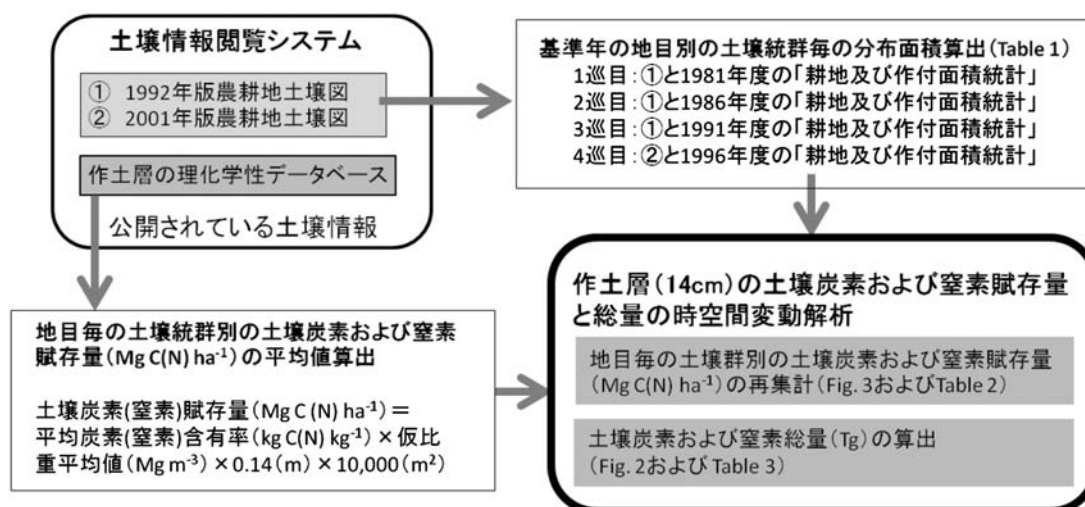 土壌情報閲覧システム
① 1992年版農耕地土壌図
② 2001年版農耕地土壌図
作土層の理化学性データベース
公開されている土壌情報
基準年の地目別の土壌統群毎の分布面積算出(Table 1)
1巡目:①と1981年度の「耕地及び作付面積統計」
2巡目:①と1986年度の「耕地及び作付面積統計」
3巡目:①と1991年度の「耕地及び作付面積統計」
4巡目:②と1996年度の「耕地及び作付面積統計」
地目毎の土壌統群別の土壌炭素および窒素
賦存量(Mg C(N) ha⁻¹)の平均値算出
土壌炭素(窒素)賦存量(Mg C (N) ha⁻¹)=
平均炭素(窒素)含有率(kg C(N) kg⁻¹)×仮比
重平均値(Mg m⁻³)×0.14(m)×10,000(m²)
作土層(14cm)の土壌炭素および窒素賦存量
と総量の時空間変動解析
地目毎の土壌群別の土壌炭素および窒素賦存量
(Mg C(N) ha⁻¹)の再集計(Fig. 3およびTable 2)
土壌炭素および窒素総量(Tg)の算出
(Fig. 2および Table 3)